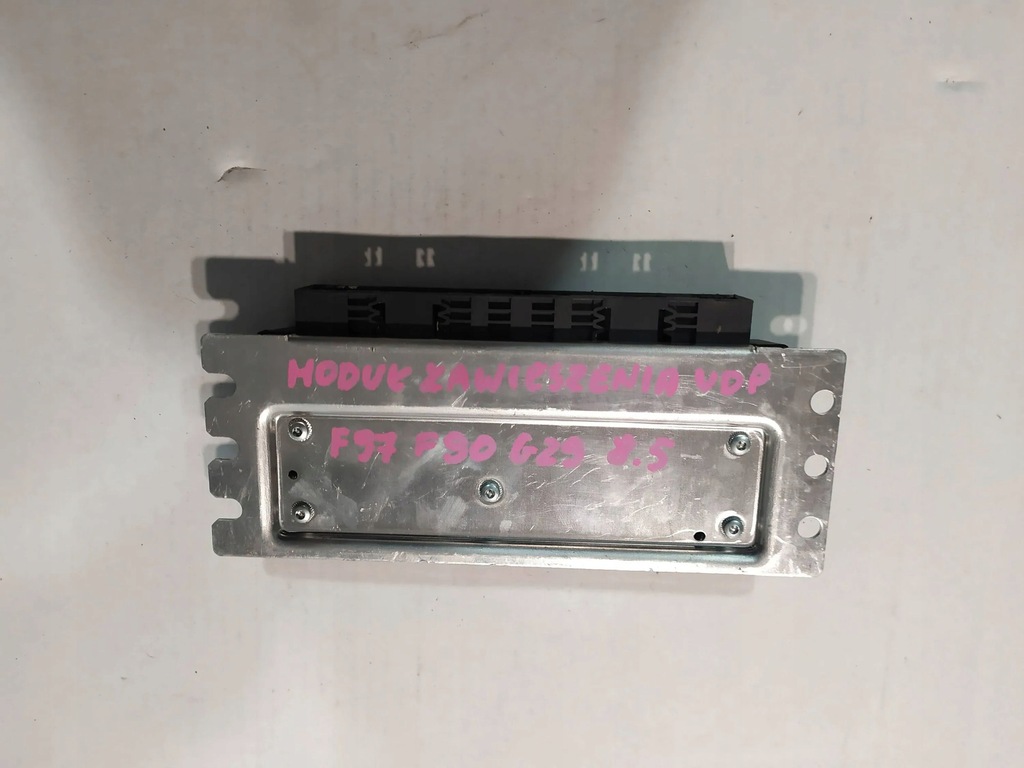 MODUŁ ZAWIESZENIA VDP
F97 F90 G29 8.5